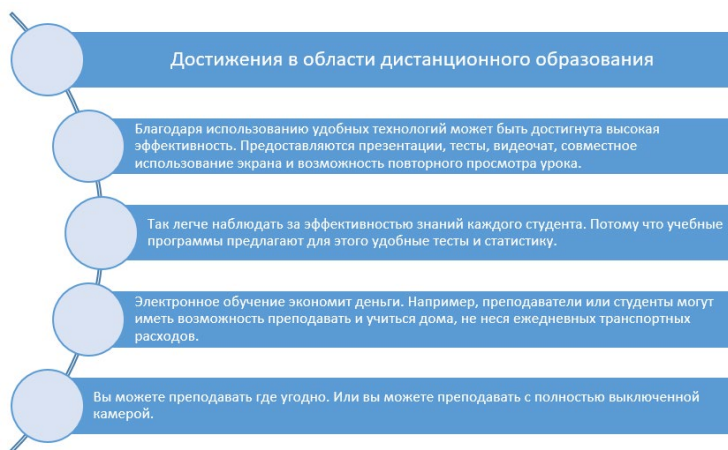 Достижения в области дистанционного образования
Благодаря использованию удобных технологий может быть достигнута высокая
эффективность. Предоставляются презентации, тесты, видеочат, совместное
использование экрана и возможность повторного просмотра урока.
Так легче наблюдать за эффективностью знаний каждого студента. Потому что учебные
программы предлагают для этого удобные тесты и статистику.
Электронное обучение экономит деньги. Например, преподаватели или студенты могут
иметь возможность преподавать и учиться дома, не неся ежедневных транспортных
расходов.
Вы можете преподавать где угодно. Или вы можете преподавать с полностью выключенной
камерой.